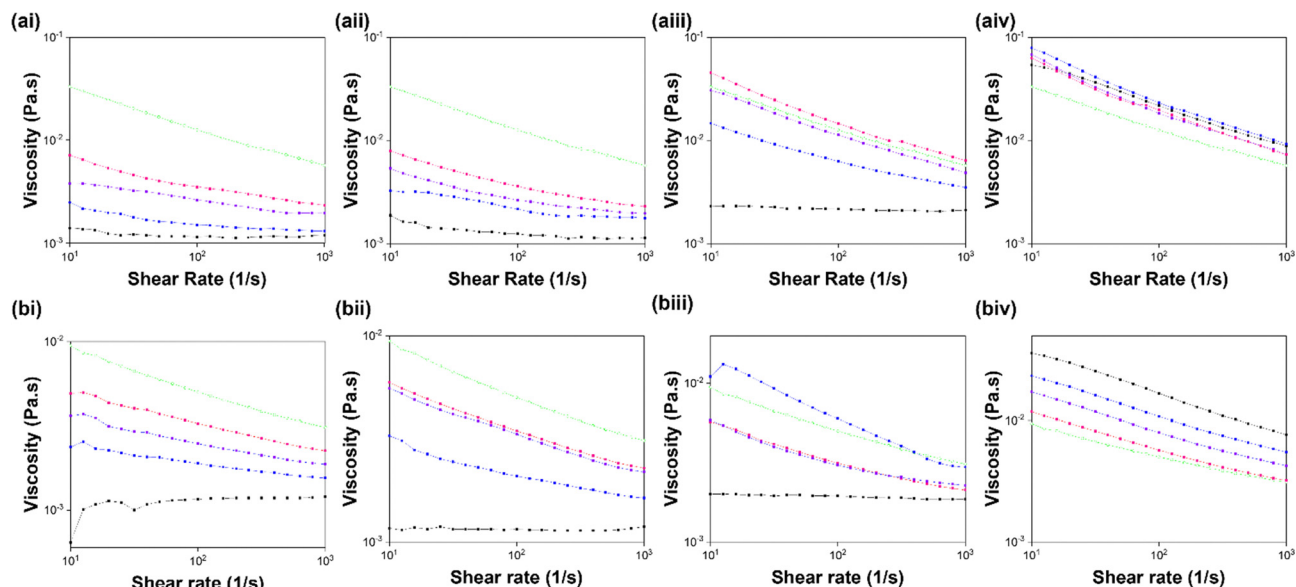 (ai)
10⁻¹
10⁻²
10⁻³
Viscosity (Pa.s)
10¹
10²
10³
Shear Rate (1/s)
(aii)
10⁻¹
10⁻²
10⁻³
Viscosity (Pa.s)
10¹
10²
10³
Shear Rate (1/s)
(aiii)
10⁻¹
10⁻²
10⁻³
Viscosity (Pa.s)
10¹
10²
10³
Shear Rate (1/s)
(aiv)
10⁻¹
10⁻²
10⁻³
Viscosity (Pa.s)
10¹
10²
10³
Shear Rate (1/s)
(bi)
10⁻²
10⁻³
Viscosity (Pa.s)
10¹
10²
10³
Shear rate (1/s)
(bii)
10⁻²
10⁻³
Viscosity (Pa.s)
10¹
10²
10³
Shear rate (1/s)
(biii)
10⁻²
10⁻³
Viscosity (Pa.s)
10¹
10²
10³
Shear rate (1/s)
(biv)
10⁻²
10⁻³
Viscosity (Pa.s)
10¹
10²
10³
Shear rate (1/s)